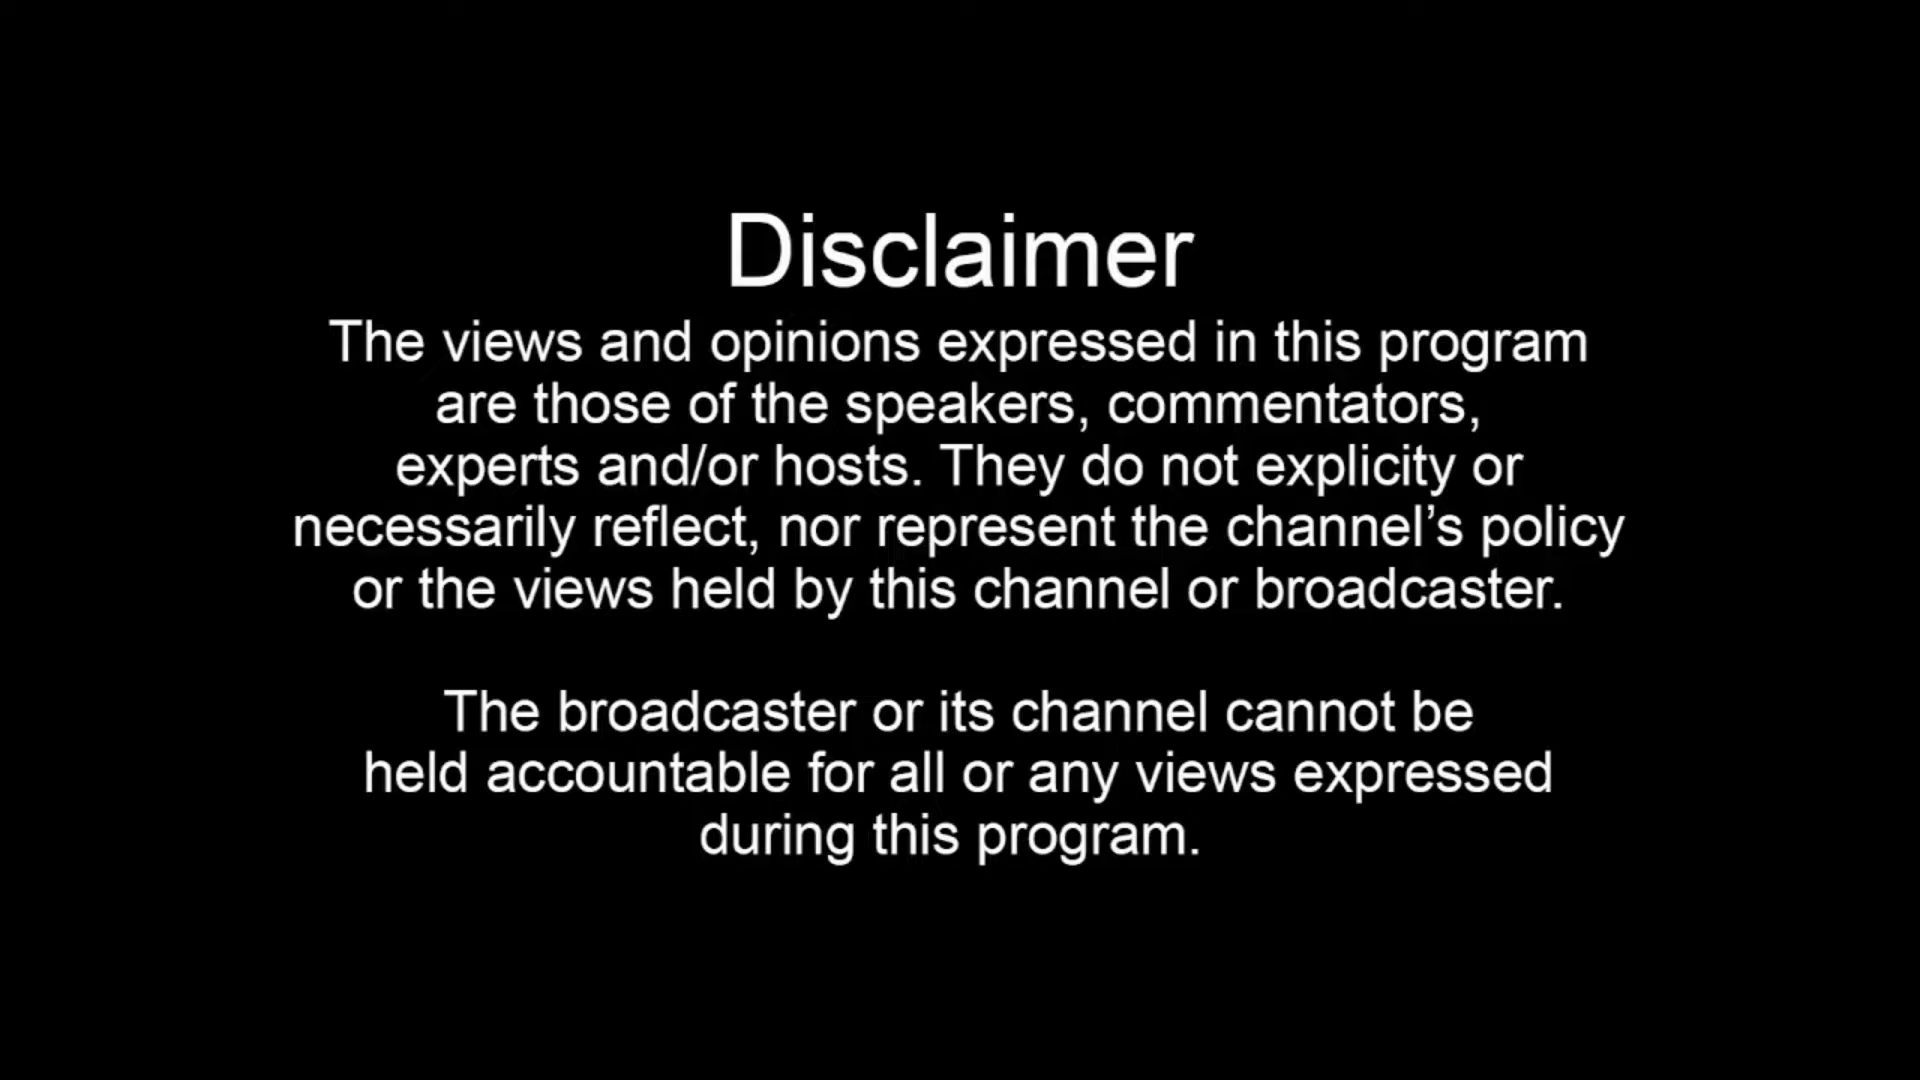 Disclaimer
The views and opinions expressed in this program
are those of the speakers, commentators,
experts and/or hosts. They do not explicity or
necessarily reflect, nor represent the channel’s policy
or the views held by this channel or broadcaster.
The broadcaster or its channel cannot be
held accountable for all or any views expressed
during this program.